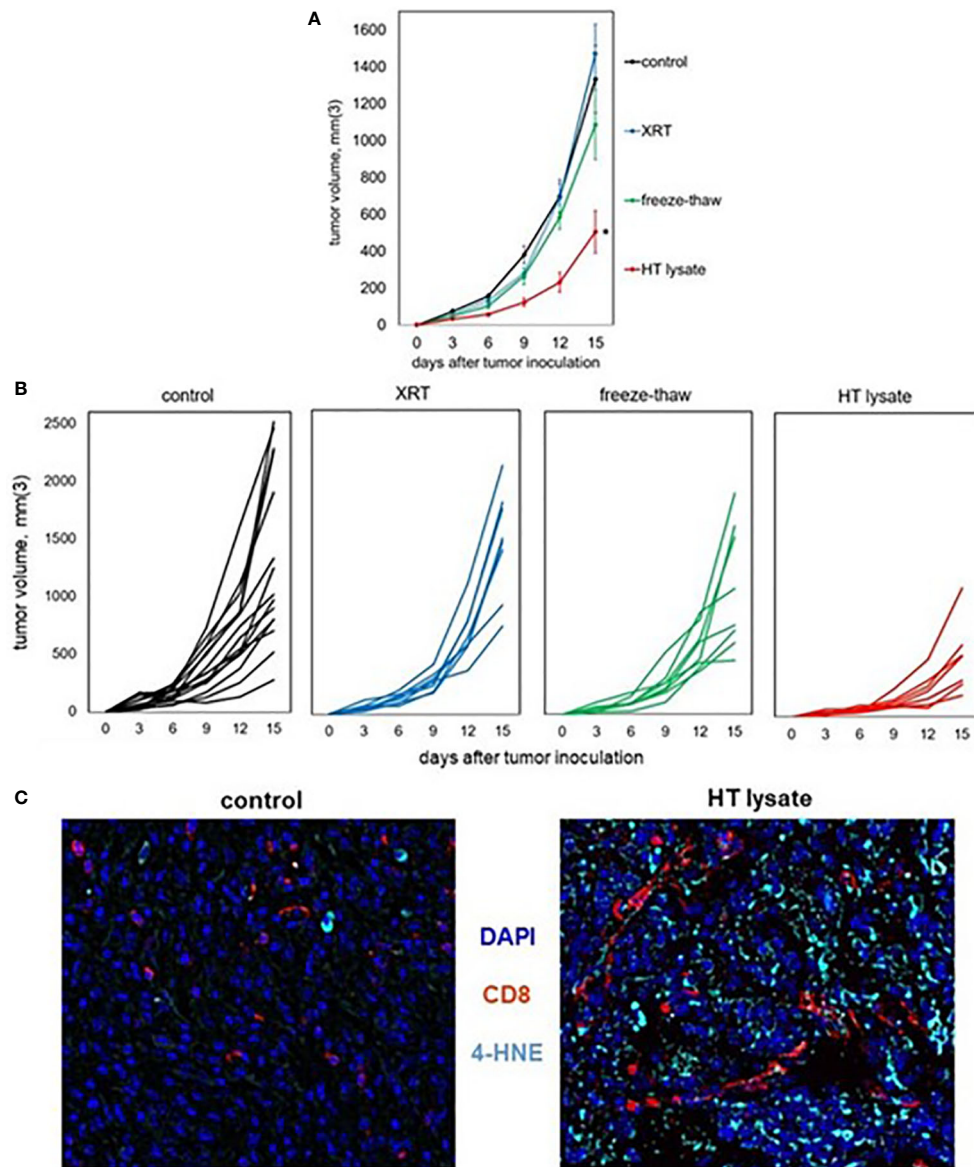 A
1600
1400
1200
1000
800
600
400
200
0
tumor volume, mm(3)
0 3 6 9 12 15
days after tumor inoculation
control
XRT
freeze-thaw
HT lysate
*
B
control XRT freeze-thaw HT lysate
2500
2000
1500
1000
500
0
tumor volume, mm(3)
0 3 6 9 12 15 0 3 6 9 12 15 0 3 6 9 12 15 0 3 6 9 12 15
days after tumor inoculation
C
control HT lysate
DAPI
CD8
4-HNE